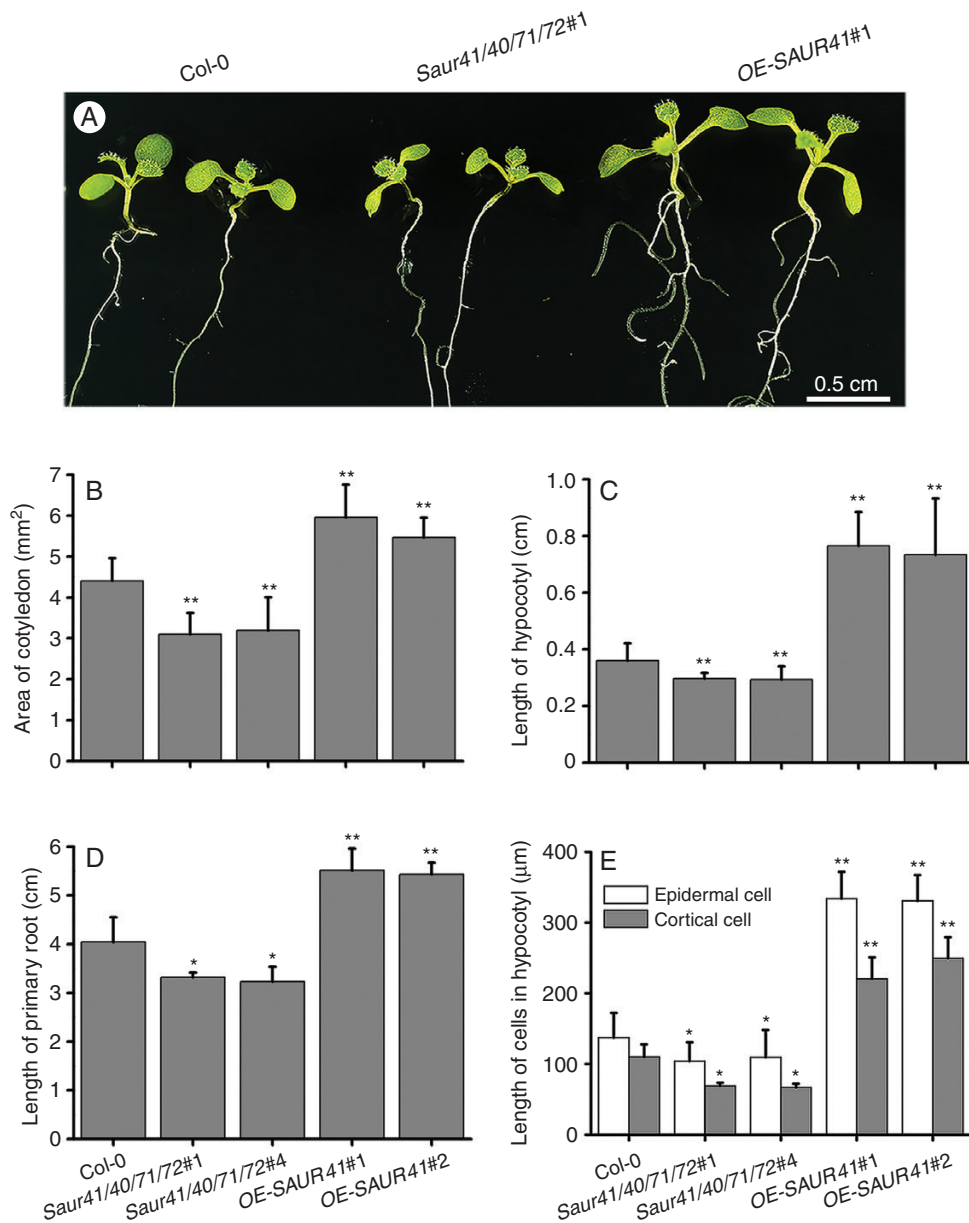 Col-0
Saur41/40/71/72#1
OE-SAUR41#1
A
0.5 cm
B
Area of cotyledon (mm²)
7
6
5
4
3
2
1
0
**
**
**
**
C
Length of hypocotyl (cm)
1.0
0.8
0.6
0.4
0.2
0
**
**
**
**
D
Length of primary root (cm)
6
5
4
3
2
1
0
*
*
**
**
Col-0
Saur41/40/71/72#1
Saur41/40/71/72#4
OE-SAUR41#1
OE-SAUR41#2
E
Length of cells in hypocotyl (μm)
400
300
200
100
0
Epidermal cell
Cortical cell
*
*
*
*
**
**
**
**
Col-0
Saur41/40/71/72#1
Saur41/40/71/72#4
OE-SAUR41#1
OE-SAUR41#2